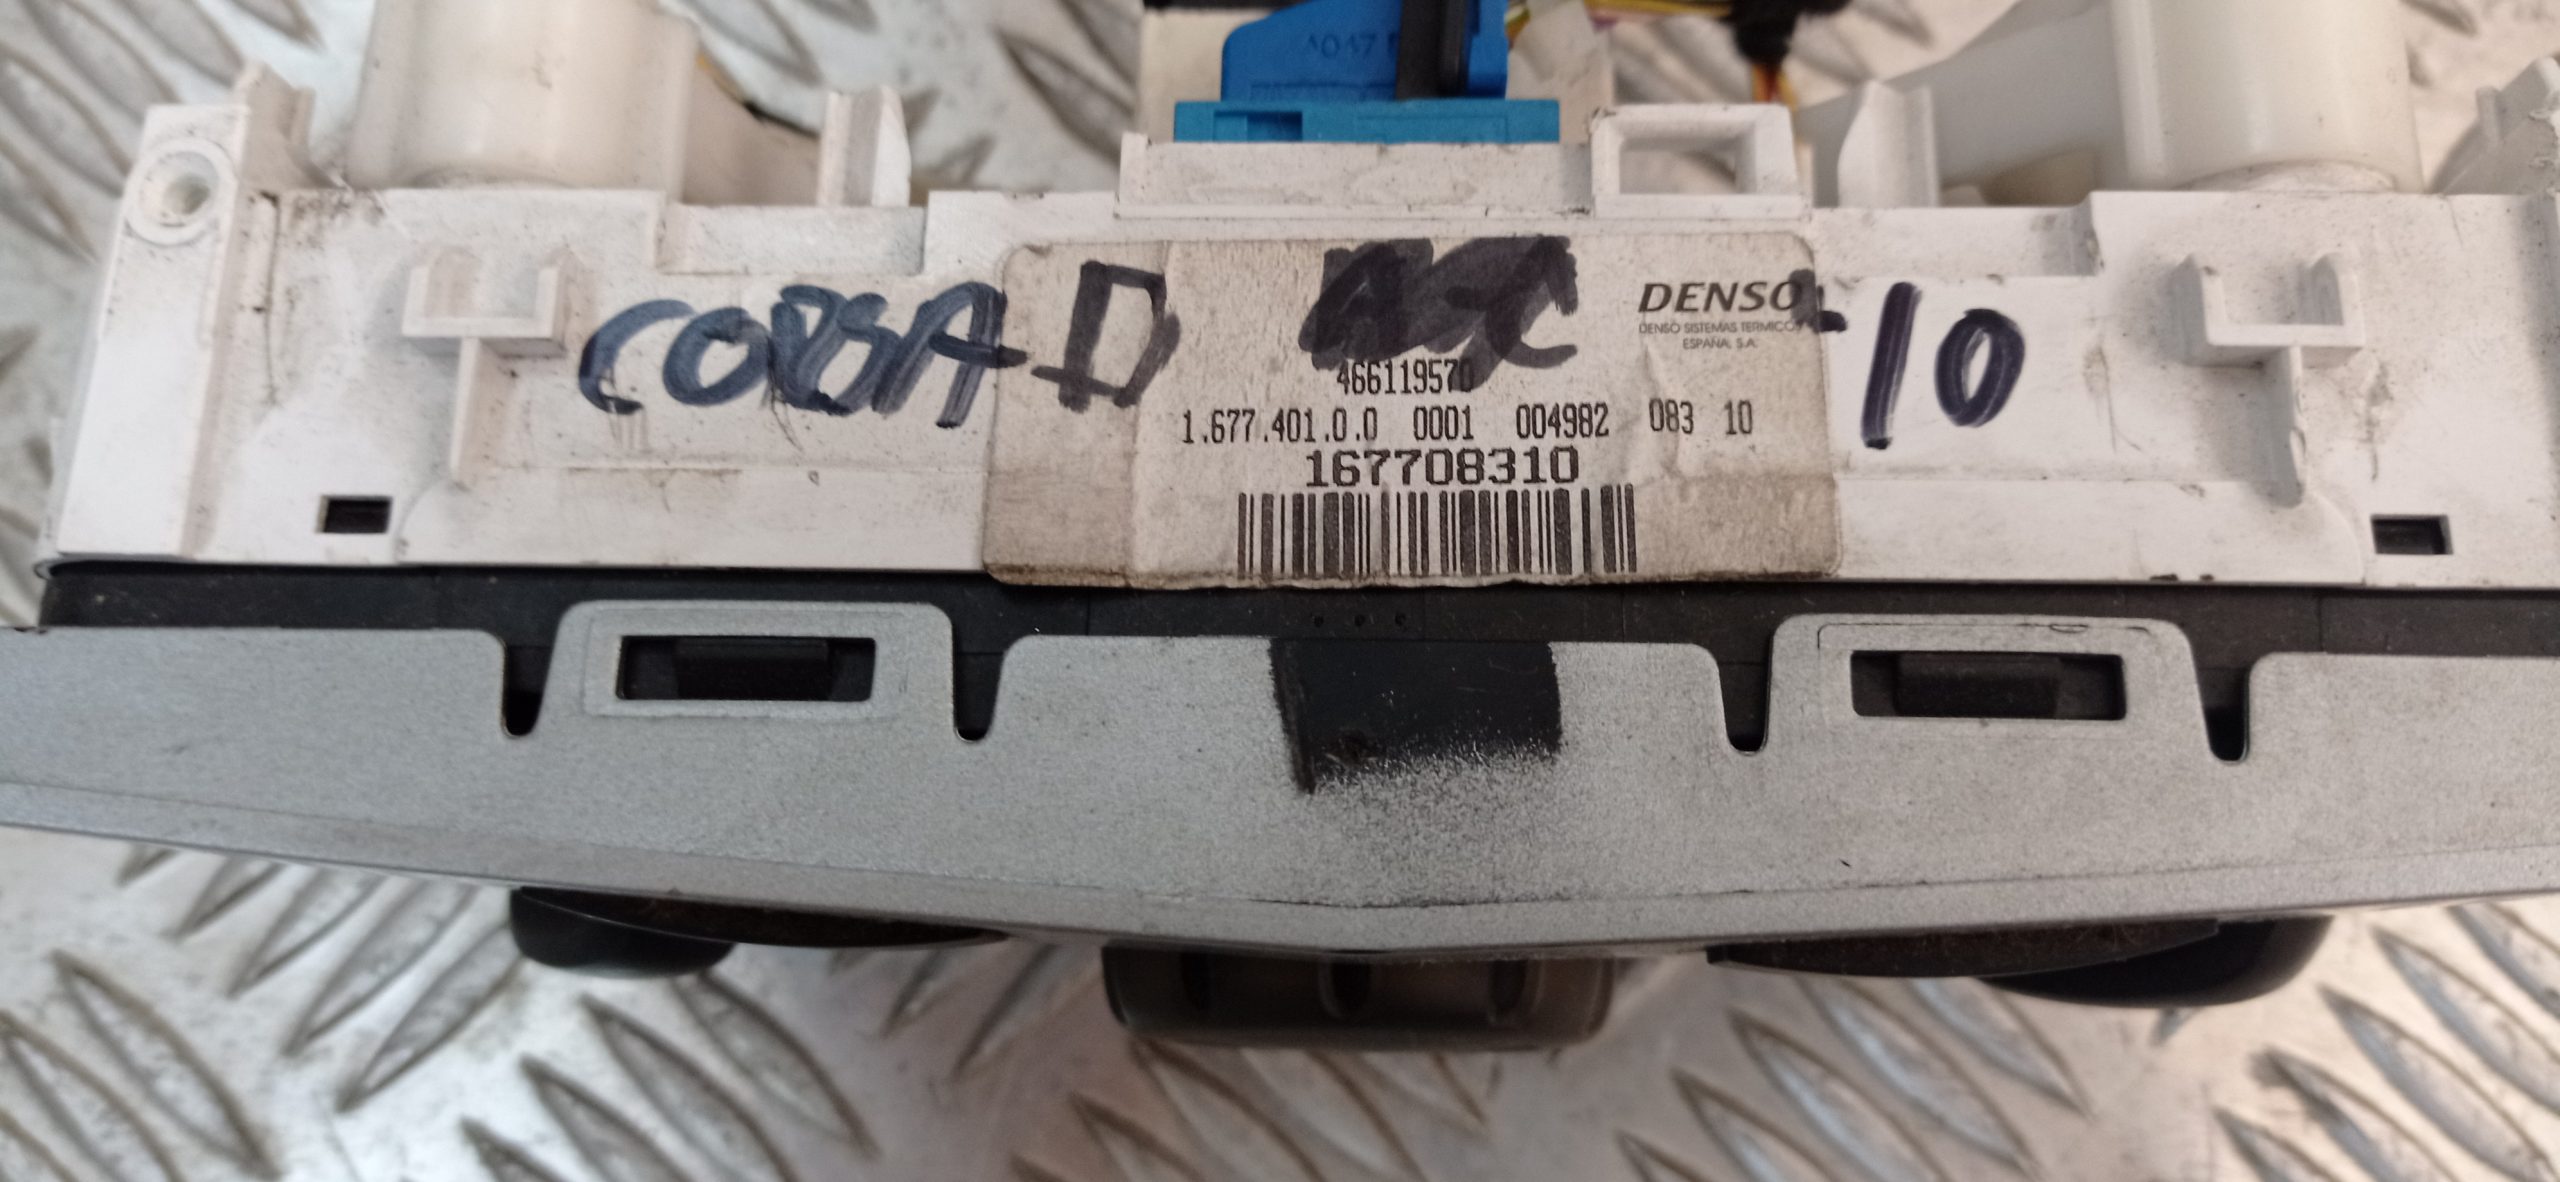 CORSA-D
-10
DENSO
DENSO SISTEMAS TERMICOS
ESPAÑA, S.A.
466119570
1.677.401.0.0 0001 004982 083 10
167708310